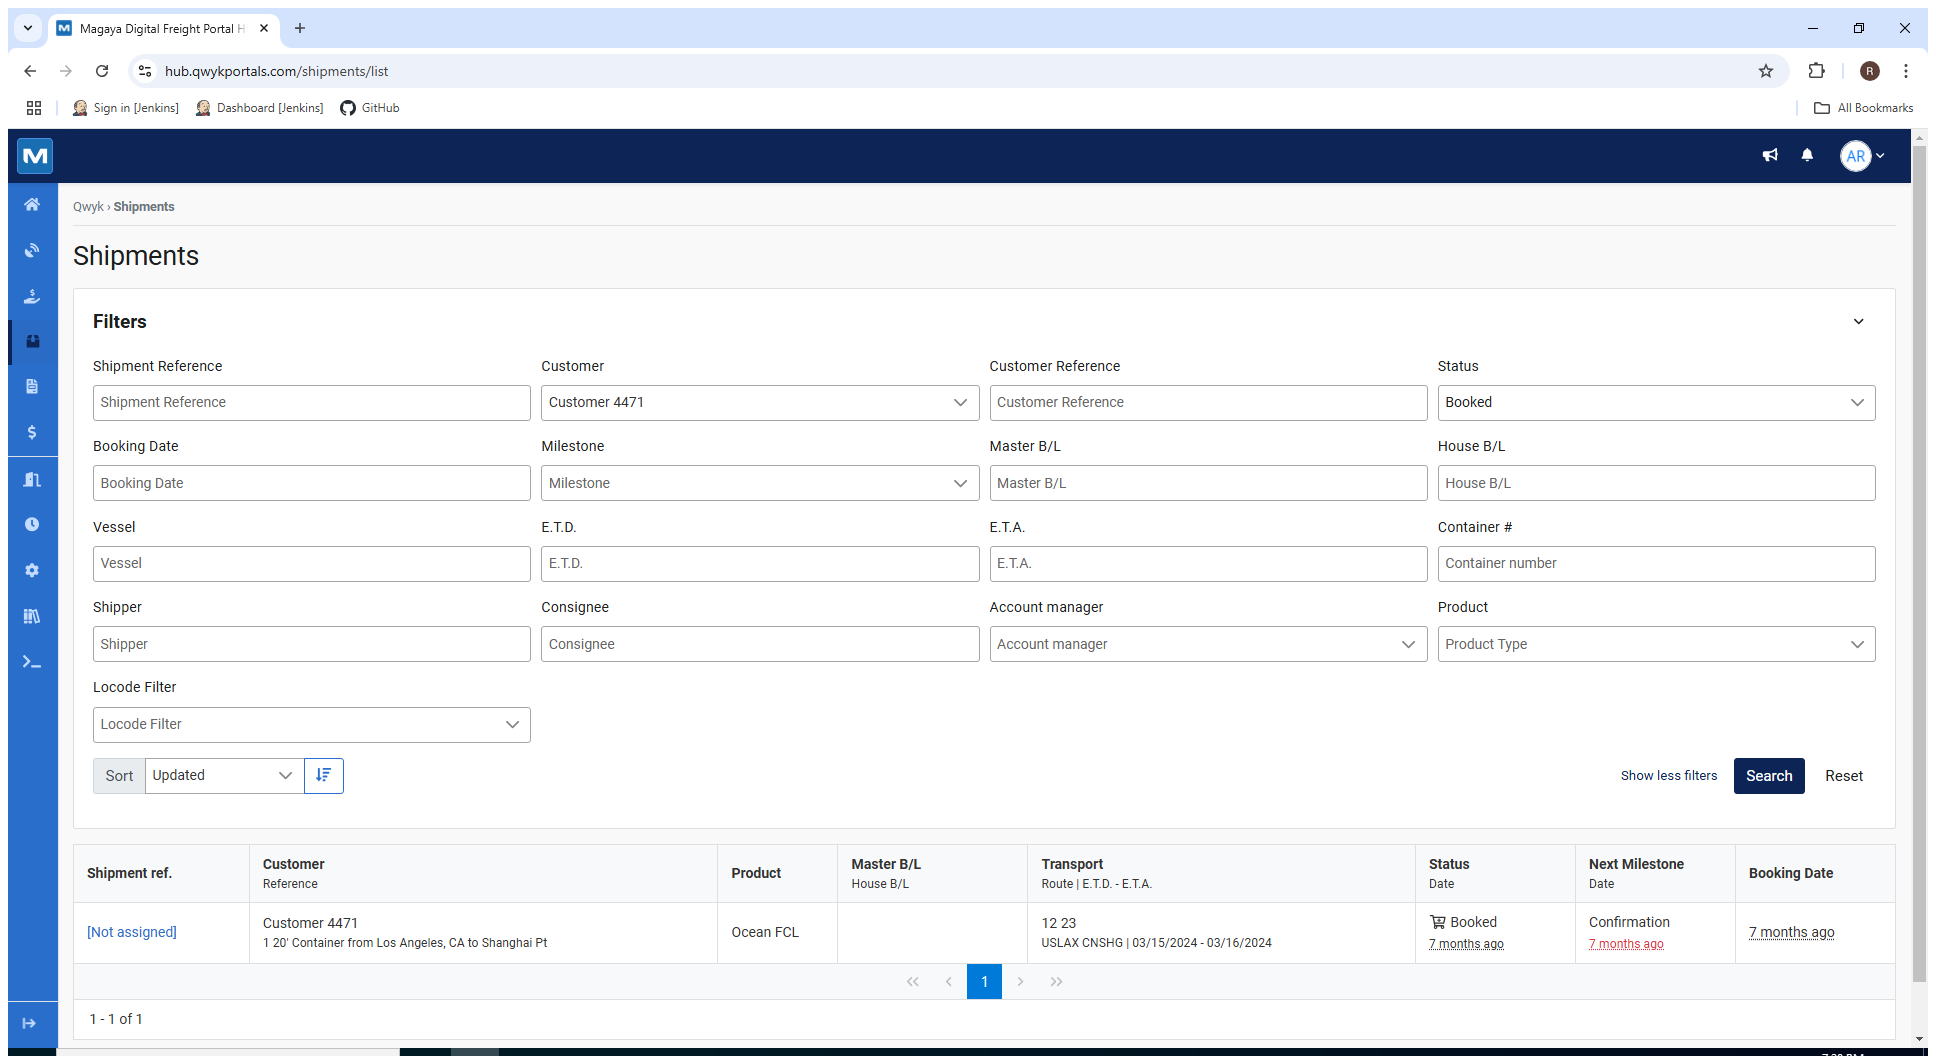 Magaya Digital Freight Portal H
hub.qwykportals.com/shipments/list
R
Sign in [Jenkins]
Dashboard [Jenkins]
GitHub
All Bookmarks
M
AR
Qwyk › Shipments
Shipments
Filters
Shipment Reference
Customer
Customer Reference
Status
Shipment Reference
Customer 4471
Customer Reference
Booked
Booking Date
Milestone
Master B/L
House B/L
Booking Date
Milestone
Master B/L
House B/L
Vessel
E.T.D.
E.T.A.
Container #
Vessel
E.T.D.
E.T.A.
Container number
Shipper
Consignee
Account manager
Product
Shipper
Consignee
Account manager
Product Type
Locode Filter
Locode Filter
Sort
Updated
Show less filters
Search
Reset
Shipment ref.
Customer
Reference
Product
Master B/L
House B/L
Transport
Route | E.T.D. - E.T.A.
Status
Date
Next Milestone
Date
Booking Date
[Not assigned]
Customer 4471
1 20' Container from Los Angeles, CA to Shanghai Pt
Ocean FCL
12 23
USLAX CNSHG | 03/15/2024 - 03/16/2024
Booked
7 months ago
Confirmation
7 months ago
7 months ago
1
1 - 1 of 1